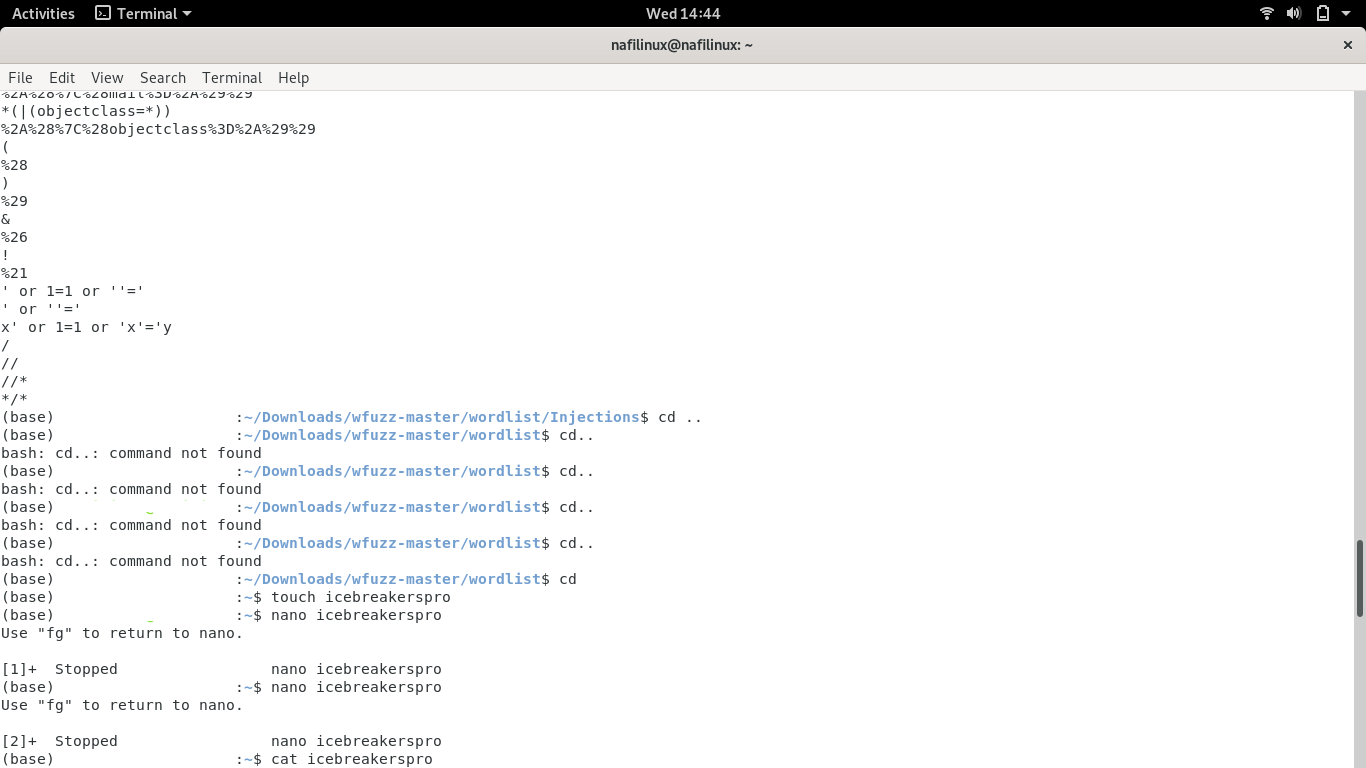 Activities Terminal Wed 14:44
nafilinux@nafilinux: ~ ×
File Edit View Search Terminal Help
%2A%28%7C%28mail%3D%2A%29%29
*(|(objectclass=*))
%2A%28%7C%28objectclass%3D%2A%29%29
(
%28
)
%29
&
%26
!
%21
' or 1=1 or ''='
' or ''='
x' or 1=1 or 'x'='y
/
//
//*
*/*
(base) :~/Downloads/wfuzz-master/wordlist/Injections$ cd ..
(base) :~/Downloads/wfuzz-master/wordlist$ cd..
bash: cd..: command not found
(base) :~/Downloads/wfuzz-master/wordlist$ cd..
bash: cd..: command not found
(base) :~/Downloads/wfuzz-master/wordlist$ cd..
bash: cd..: command not found
(base) :~/Downloads/wfuzz-master/wordlist$ cd..
bash: cd..: command not found
(base) :~/Downloads/wfuzz-master/wordlist$ cd
(base) :~$ touch icebreakerspro
(base) :~$ nano icebreakerspro
Use "fg" to return to nano.
[1]+ Stopped nano icebreakerspro
(base) :~$ nano icebreakerspro
Use "fg" to return to nano.
[2]+ Stopped nano icebreakerspro
(base) :~$ cat icebreakerspro